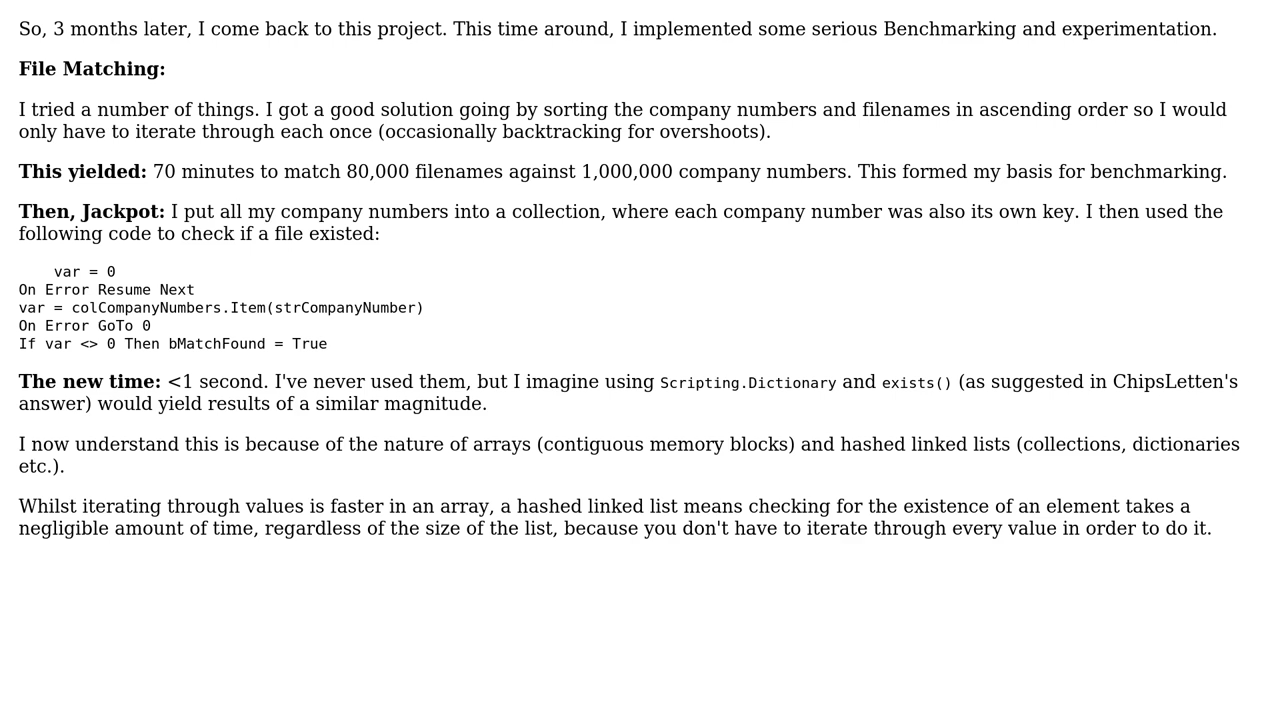 So, 3 months later, I come back to this project. This time around, I implemented some serious Benchmarking and experimentation.
File Matching:
I tried a number of things. I got a good solution going by sorting the company numbers and filenames in ascending order so I would
only have to iterate through each once (occasionally backtracking for overshoots).
This yielded: 70 minutes to match 80,000 filenames against 1,000,000 company numbers. This formed my basis for benchmarking.
Then, Jackpot: I put all my company numbers into a collection, where each company number was also its own key. I then used the
following code to check if a file existed:
    var = 0
On Error Resume Next
var = colCompanyNumbers.Item(strCompanyNumber)
On Error GoTo 0
If var <> 0 Then bMatchFound = True
The new time: <1 second. I've never used them, but I imagine using Scripting.Dictionary and exists() (as suggested in ChipsLetten's
answer) would yield results of a similar magnitude.
I now understand this is because of the nature of arrays (contiguous memory blocks) and hashed linked lists (collections, dictionaries
etc.).
Whilst iterating through values is faster in an array, a hashed linked list means checking for the existence of an element takes a
negligible amount of time, regardless of the size of the list, because you don't have to iterate through every value in order to do it.